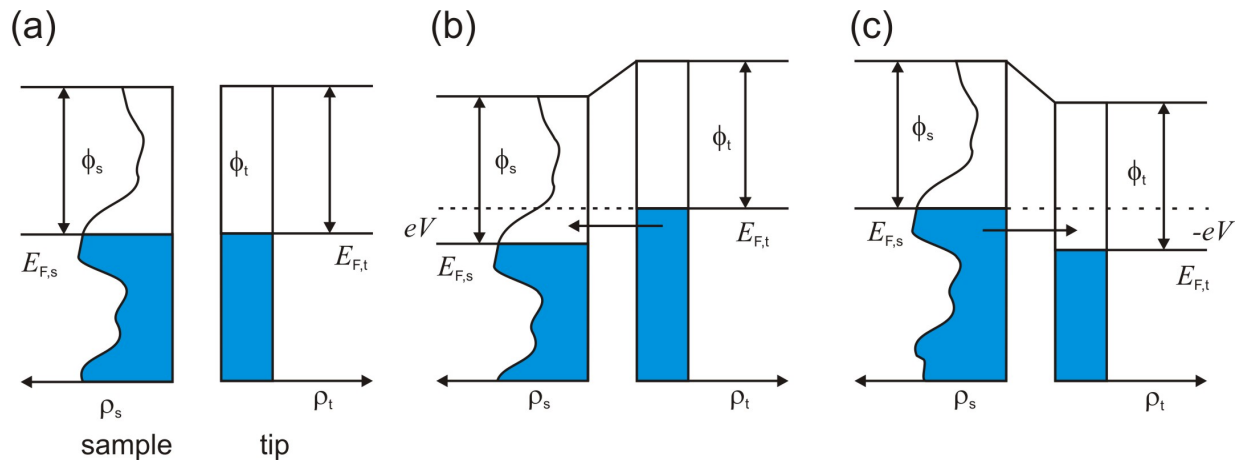 (a)
(b)
(c)
ϕs
ϕt
EF,s
EF,t
ρs
ρt
sample
tip
ϕs
ϕt
eV
EF,s
EF,t
ρs
ρt
ϕs
ϕt
EF,s
-eV
EF,t
ρs
ρt